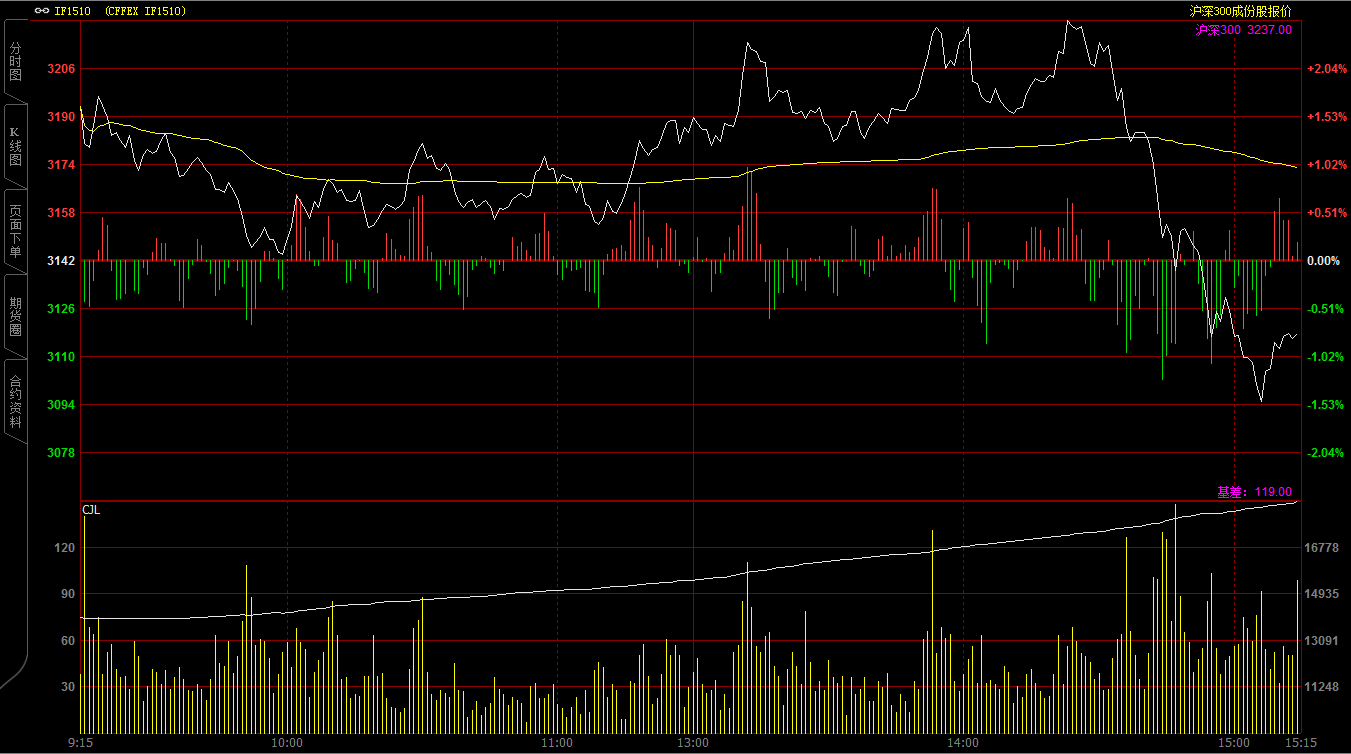 IF1510 (CFFEX IF1510)
沪深300成份股报价
沪深300 3237.00
分时图
K线图
页面下单
期货圈
合约资料
3206 +2.04%
3190 +1.53%
3174 +1.02%
3158 +0.51%
3142 0.00%
3126 -0.51%
3110 -1.02%
3094 -1.53%
3078 -2.04%
基差: 119.00
CJL
120 16778
90 14935
60 13091
30 11248
9:15 10:00 11:00 13:00 14:00 15:00 15:15